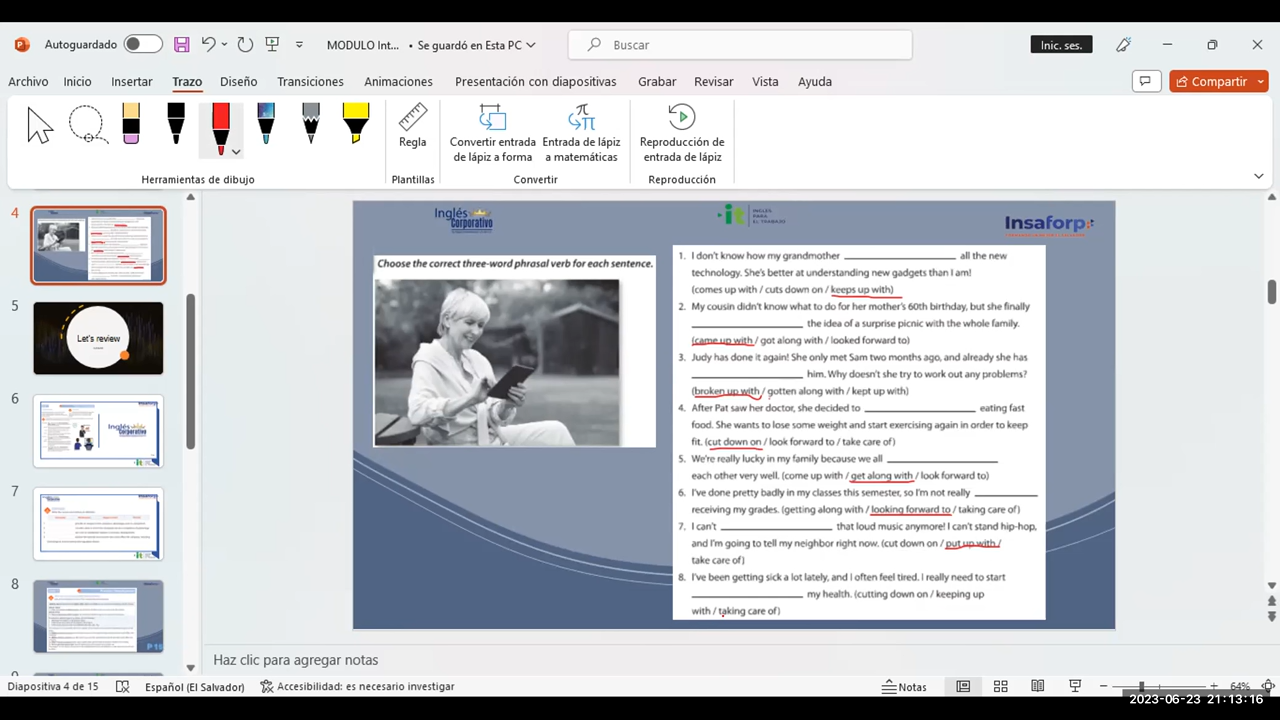 Autoguardado
MODULO Int... • Se guardó en Esta PC
Buscar
Inic. ses.
Archivo Inicio Insertar Trazo Diseño Transiciones Animaciones Presentación con diapositivas Grabar Revisar Vista Ayuda
Compartir
Regla
Convertir entrada de lápiz a forma
Entrada de lápiz a matemáticas
Reproducción de entrada de lápiz
Herramientas de dibujo
Plantillas
Convertir
Reproducción
4
5
Let's review
6
Inglés Corporativo
7
8
P 18
Inglés Corporativo
it INGLÉS PARA EL TRABAJO
Insaforp
Choose the correct three-word phrasal verb for each sentence.
1. I don't know how my grandmother ____________ all the new
technology. She's better at understanding new gadgets than I am!
(comes up with / cuts down on / keeps up with)
2. My cousin didn't know what to do for her mother's 60th birthday, but she finally
____________ the idea of a surprise picnic with the whole family.
(came up with / got along with / looked forward to)
3. Judy has done it again! She only met Sam two months ago, and already she has
____________ him. Why doesn't she try to work out any problems?
(broken up with / gotten along with / kept up with)
4. After Pat saw her doctor, she decided to ____________ eating fast
food. She wants to lose some weight and start exercising again in order to keep
fit. (cut down on / look forward to / take care of)
5. We're really lucky in my family because we all ____________
each other very well. (come up with / get along with / look forward to)
6. I've done pretty badly in my classes this semester, so I'm not really ____________
receiving my grades. (getting along with / looking forward to / taking care of)
7. I can't ____________ that loud music anymore! I can't stand hip-hop,
and I'm going to tell my neighbor right now. (cut down on / put up with /
take care of)
8. I've been getting sick a lot lately, and I often feel tired. I really need to start
____________ my health. (cutting down on / keeping up
with / taking care of)
Haz clic para agregar notas
Diapositiva 4 de 15 Español (El Salvador) Accesibilidad: es necesario investigar Notas 64%
2023-06-23 21:13:16